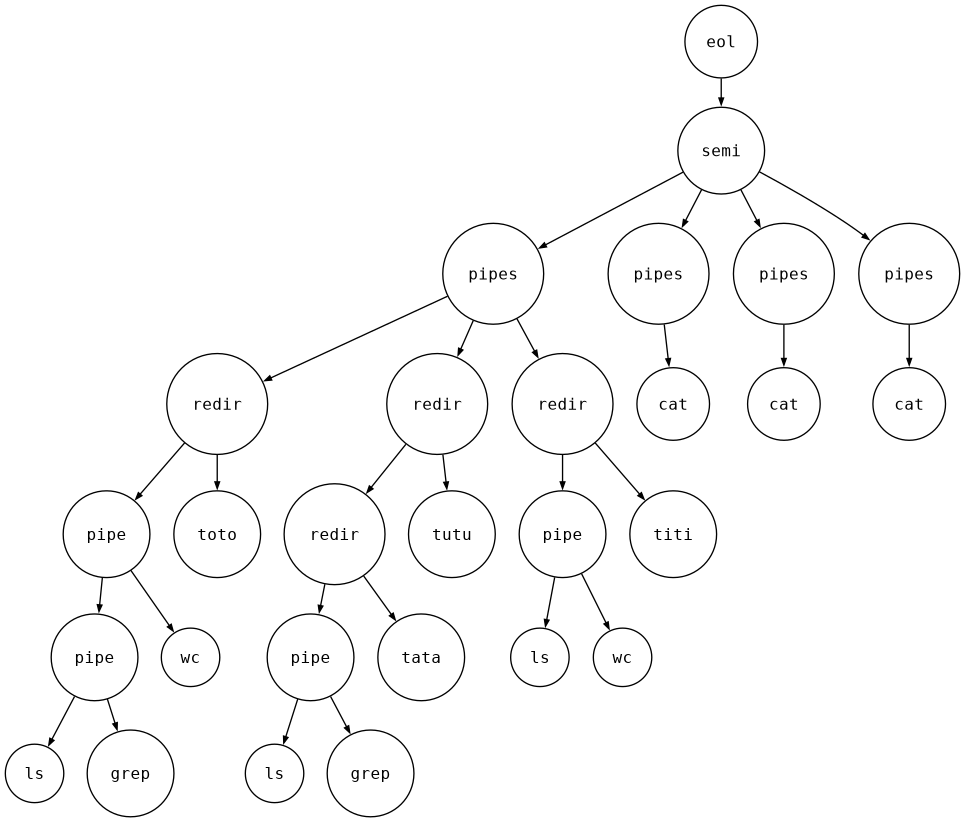 eol
semi
pipes pipes pipes pipes
redir redir redir cat cat cat
pipe toto redir tutu pipe titi
pipe wc pipe tata ls wc
ls grep ls grep